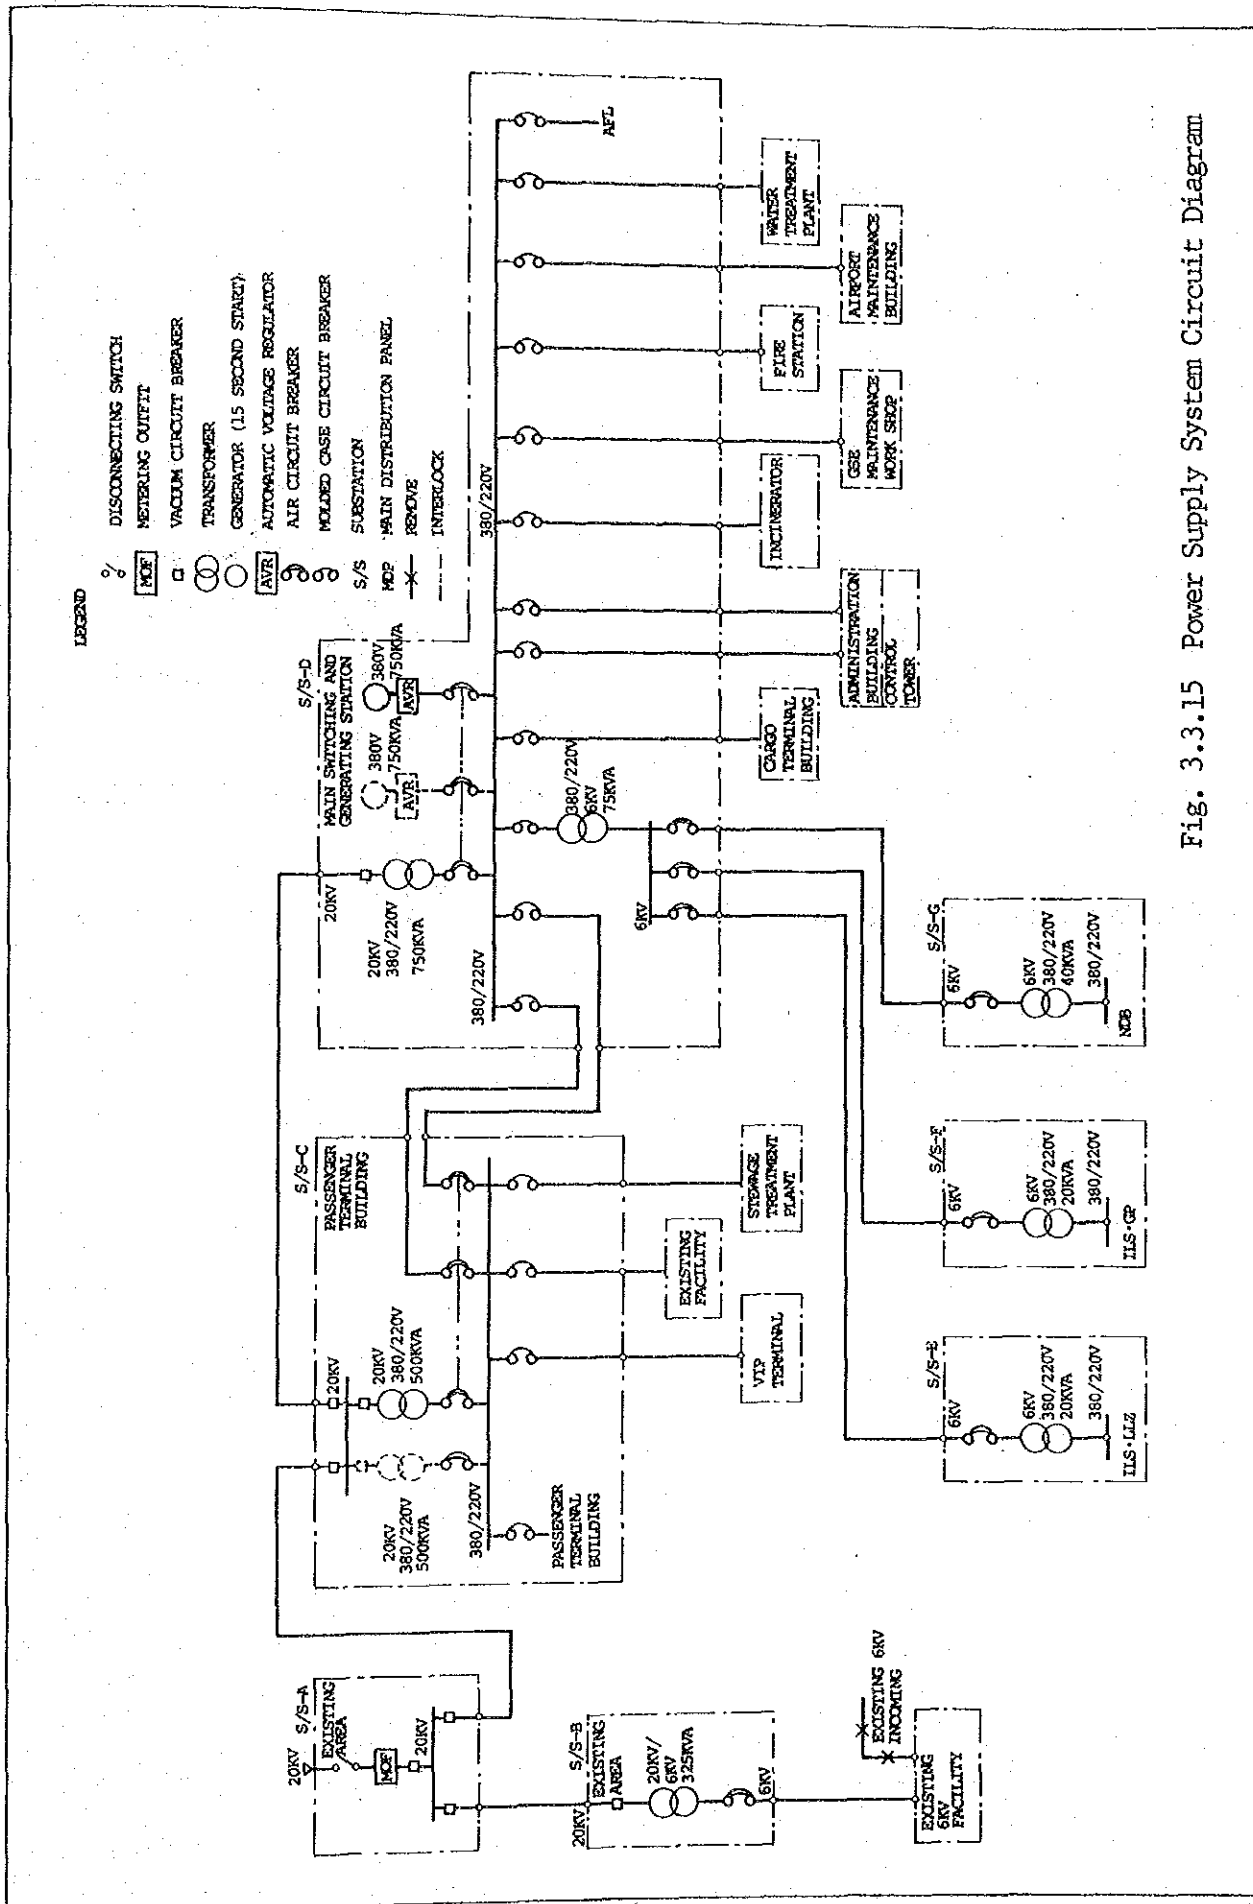 LEGEND
DISCONNECTING SWITCH
MOF METERING OUTFIT
VACUUM CIRCUIT BREAKER
TRANSFORMER
GENERATOR (15 SECOND START)
AVR AUTOMATIC VOLTAGE REGULATOR
AIR CIRCUIT BREAKER
MOLDED CASE CIRCUIT BREAKER
S/S SUBSTATION
MDP MAIN DISTRIBUTION PANEL
REMOVE
INTERLOCK
20KV
S/S-A
EXISTING
AREA
MOF
20KV
20KV
S/S-B
EXISTING
AREA
20KV/
6KV
325KVA
6KV
EXISTING 6KV
INCOMING
EXISTING
6KV
FACILITY
S/S-C
PASSENGER
TERMINAL
BUILDING
20KV
20KV
380/220V
500KVA
20KV
380/220V
500KVA
380/220V
PASSENGER
TERMINAL
BUILDING
VIP
TERMINAL
EXISTING
FACILITY
STEWAGE
TREATMENT
PLANT
S/S-D
MAIN SWITCHING AND
GENERATING STATION
20KV
20KV
380/220V
750KVA
380V
750KVA
AVR
380V
750KVA
AVR
380/220V
380/220V
380/220V
6KV
75KVA
6KV
AFL
CARGO
TERMINAL
BUILDING
ADMINISTRATION
BUILDING
CONTROL
TOWER
INCINERATOR
GSE
MAINTENANCE
WORK SHOP
FIRE
STATION
AIRPORT
MAINTENANCE
BUILDING
WATER
TREATMENT
PLANT
S/S-E
6KV
6KV
380/220V
20KVA
380/220V
ILS·LLZ
S/S-F
6KV
6KV
380/220V
20KVA
380/220V
ILS·GP
S/S-G
6KV
6KV
380/220V
40KVA
380/220V
NDB
Fig. 3.3.15 Power Supply System Circuit Diagram